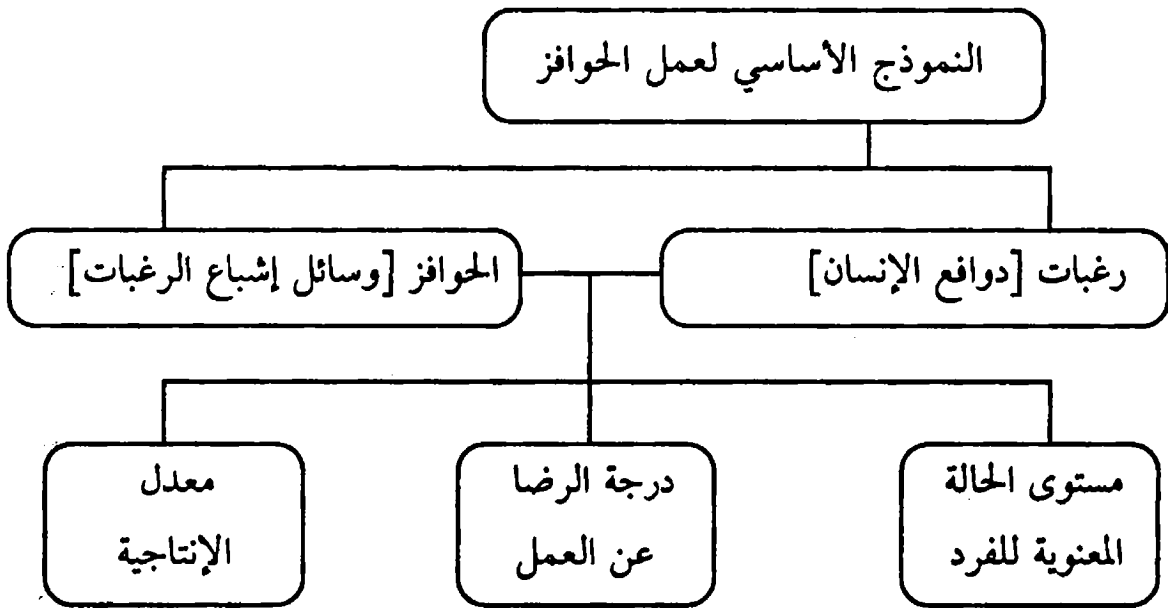 النموذج الأساسي لعمل الحوافز
رغبات [دوافع الإنسان]
الحوافز [وسائل إشباع الرغبات]
مستوى الحالة
المعنوية للفرد
درجة الرضا
عن العمل
معدل
الإنتاجية